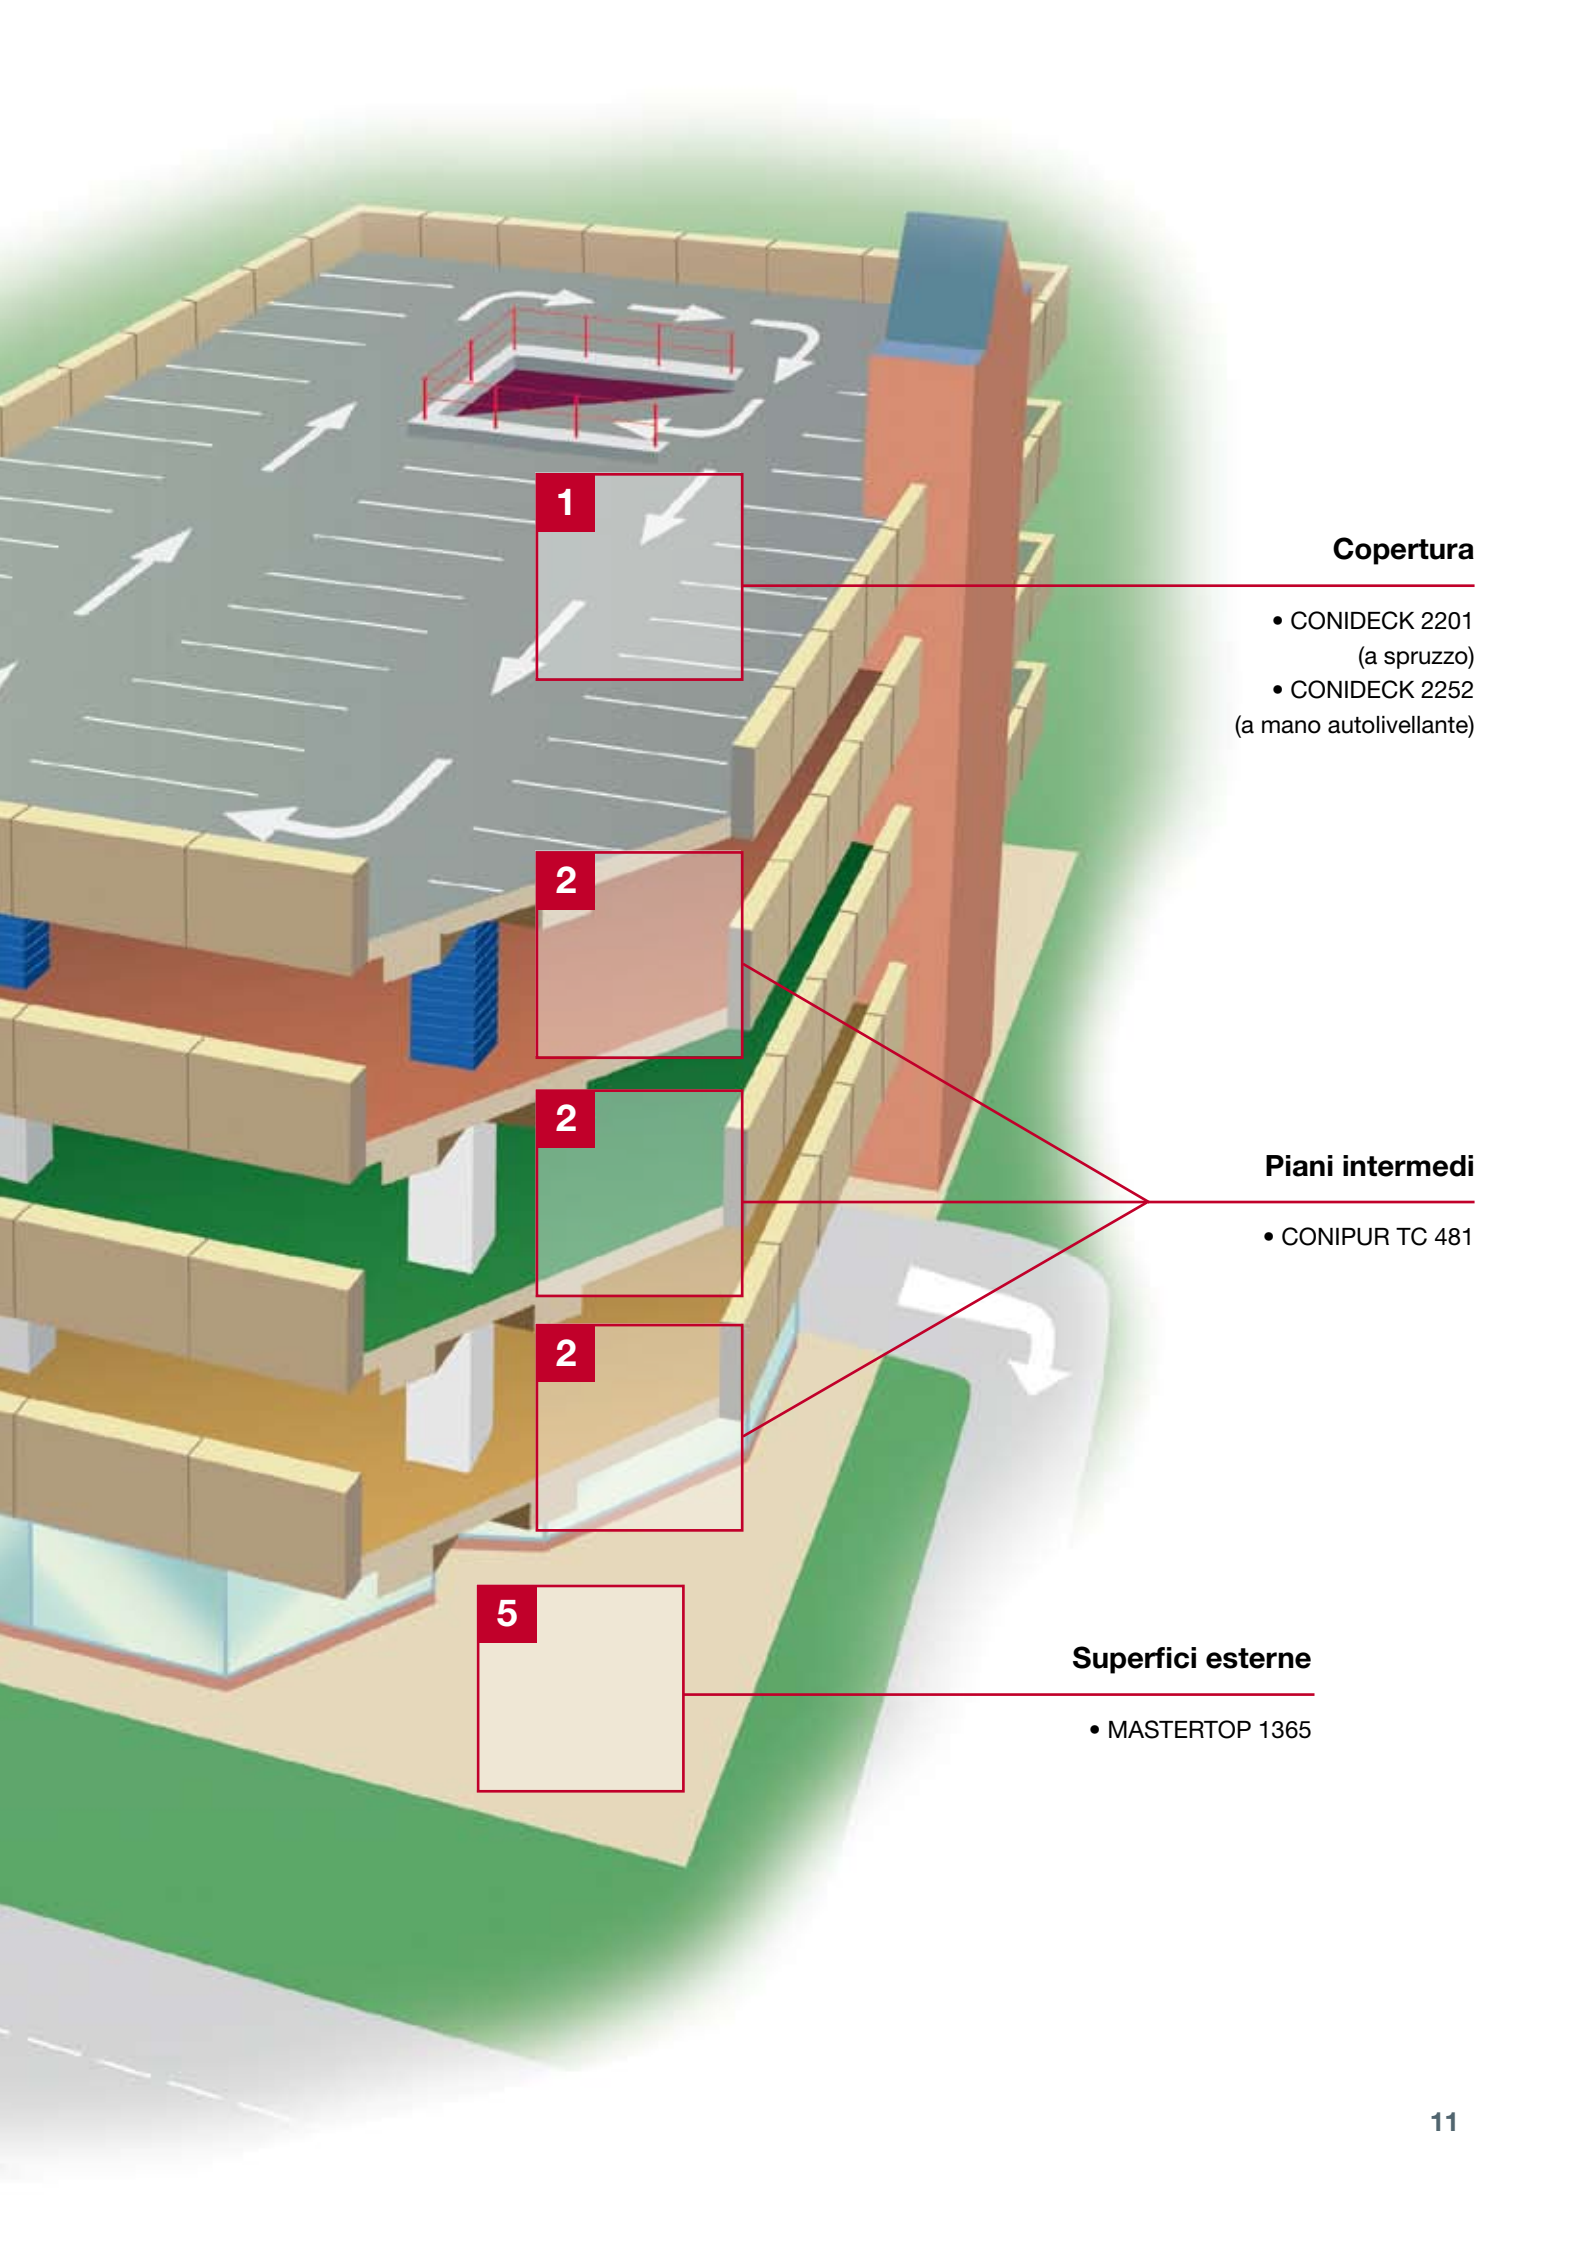 1
Copertura
• CONIDECK 2201
(a spruzzo)
• CONIDECK 2252
(a mano autolivellante)
2
2
Piani intermedi
• CONIPUR TC 481
2
5
Superfici esterne
• MASTERTOP 1365
11